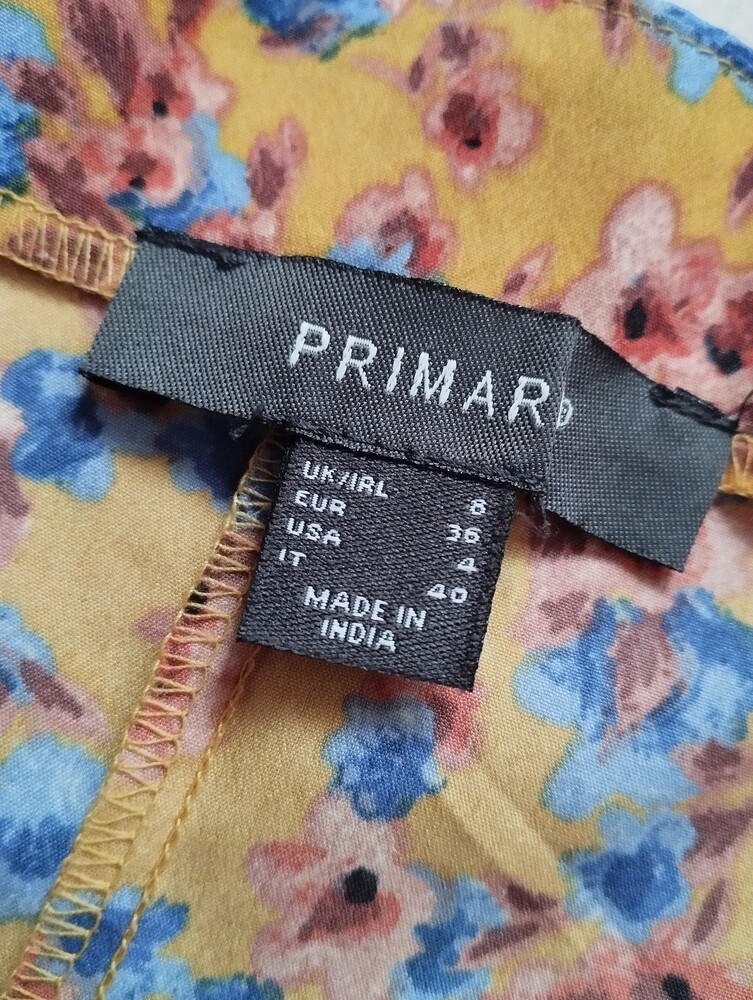 PRIMAR
UK/IRL 8
EUR 36
USA 4
IT 40
MADE IN
INDIA